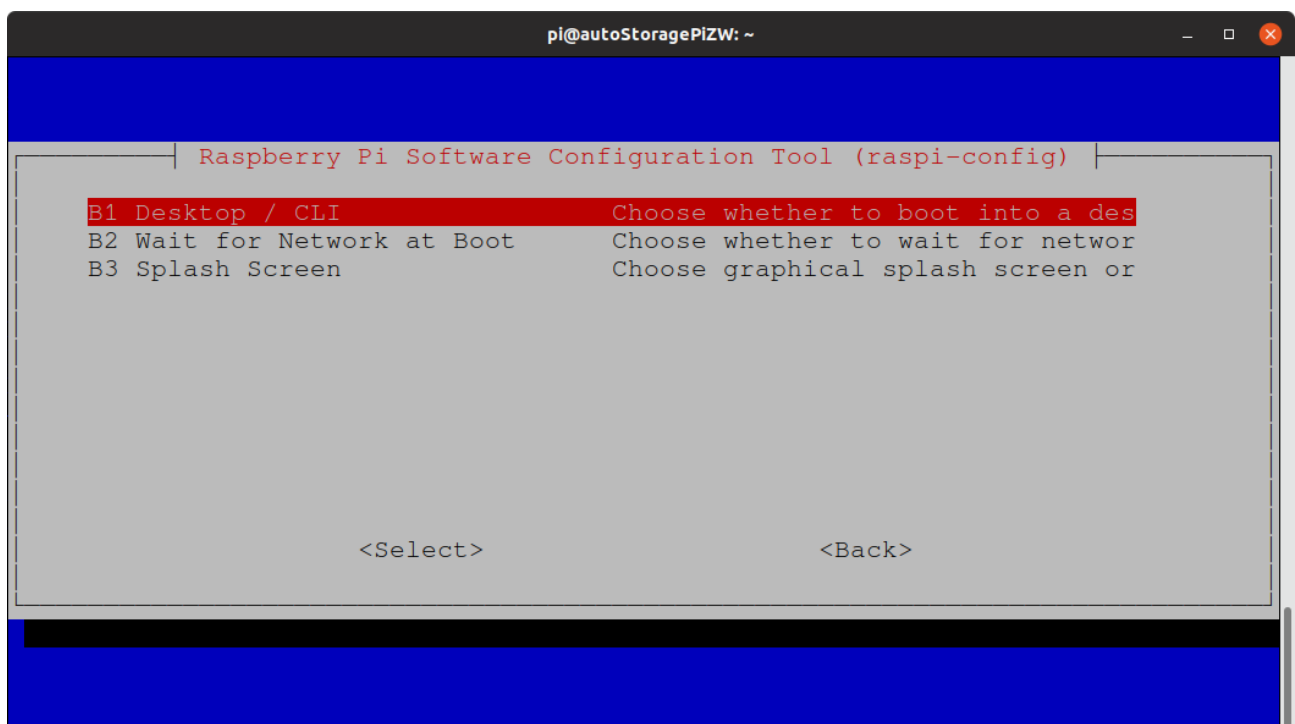 pi@autoStoragePiZW: ~
Raspberry Pi Software Configuration Tool (raspi-config)
B1 Desktop / CLI Choose whether to boot into a des
B2 Wait for Network at Boot Choose whether to wait for networ
B3 Splash Screen Choose graphical splash screen or
<Select> <Back>